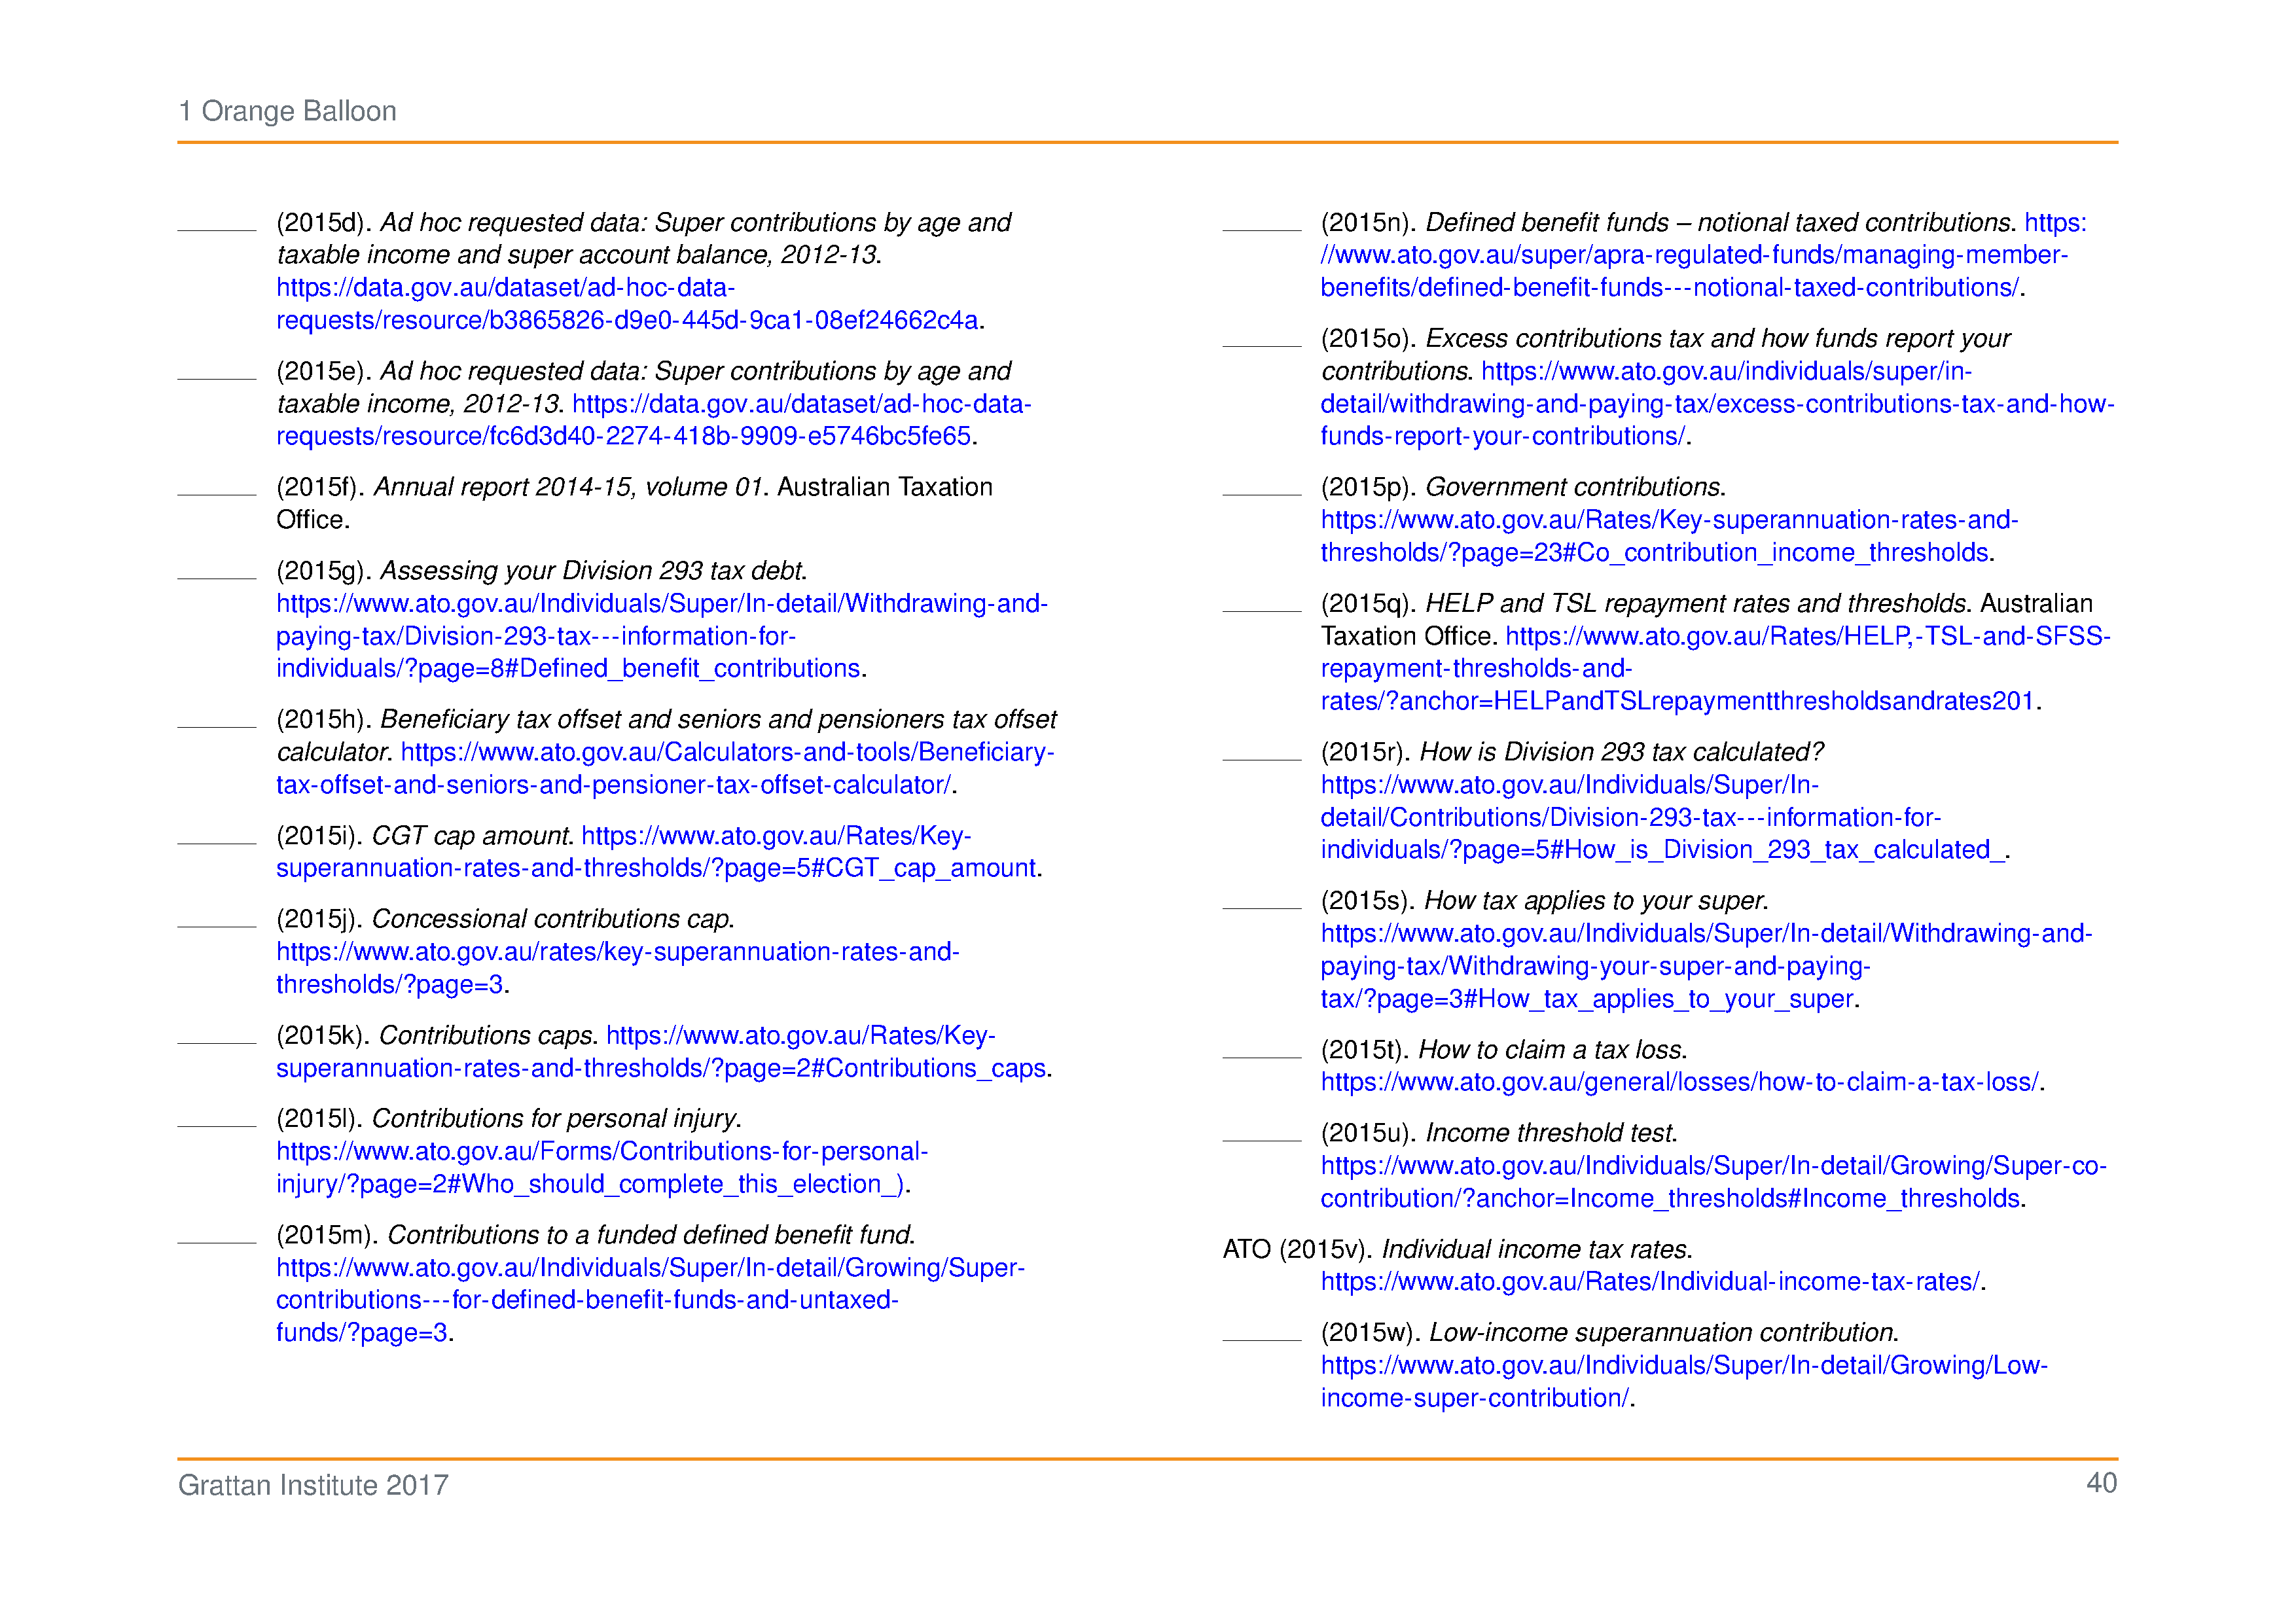 1 Orange Balloon
(2015d). Ad hoc requested data: Super contributions by age and
taxable income and super account balance, 2012-13.
https://data.gov.au/dataset/ad-hoc-data-
requests/resource/b3865826-d9e0-445d-9ca1-08ef24662c4a.
(2015e). Ad hoc requested data: Super contributions by age and
taxable income, 2012-13. https://data.gov.au/dataset/ad-hoc-data-
requests/resource/fc6d3d40-2274-418b-9909-e5746bc5fe65.
(2015f). Annual report 2014-15, volume 01. Australian Taxation
Office.
(2015g). Assessing your Division 293 tax debt.
https://www.ato.gov.au/Individuals/Super/In-detail/Withdrawing-and-
paying-tax/Division-293-tax---information-for-
individuals/?page=8#Defined_benefit_contributions.
(2015h). Beneficiary tax offset and seniors and pensioners tax offset
calculator. https://www.ato.gov.au/Calculators-and-tools/Beneficiary-
tax-offset-and-seniors-and-pensioner-tax-offset-calculator/.
(2015i). CGT cap amount. https://www.ato.gov.au/Rates/Key-
superannuation-rates-and-thresholds/?page=5#CGT_cap_amount.
(2015j). Concessional contributions cap.
https://www.ato.gov.au/rates/key-superannuation-rates-and-
thresholds/?page=3.
(2015k). Contributions caps. https://www.ato.gov.au/Rates/Key-
superannuation-rates-and-thresholds/?page=2#Contributions_caps.
(2015l). Contributions for personal injury.
https://www.ato.gov.au/Forms/Contributions-for-personal-
injury/?page=2#Who_should_complete_this_election_).
(2015m). Contributions to a funded defined benefit fund.
https://www.ato.gov.au/Individuals/Super/In-detail/Growing/Super-
contributions---for-defined-benefit-funds-and-untaxed-
funds/?page=3.
(2015n). Defined benefit funds – notional taxed contributions. https:
//www.ato.gov.au/super/apra-regulated-funds/managing-member-
benefits/defined-benefit-funds---notional-taxed-contributions/.
(2015o). Excess contributions tax and how funds report your
contributions. https://www.ato.gov.au/individuals/super/in-
detail/withdrawing-and-paying-tax/excess-contributions-tax-and-how-
funds-report-your-contributions/.
(2015p). Government contributions.
https://www.ato.gov.au/Rates/Key-superannuation-rates-and-
thresholds/?page=23#Co_contribution_income_thresholds.
(2015q). HELP and TSL repayment rates and thresholds. Australian
Taxation Office. https://www.ato.gov.au/Rates/HELP,-TSL-and-SFSS-
repayment-thresholds-and-
rates/?anchor=HELPandTSLrepaymentthresholdsandrates201.
(2015r). How is Division 293 tax calculated?
https://www.ato.gov.au/Individuals/Super/In-
detail/Contributions/Division-293-tax---information-for-
individuals/?page=5#How_is_Division_293_tax_calculated_.
(2015s). How tax applies to your super.
https://www.ato.gov.au/Individuals/Super/In-detail/Withdrawing-and-
paying-tax/Withdrawing-your-super-and-paying-
tax/?page=3#How_tax_applies_to_your_super.
(2015t). How to claim a tax loss.
https://www.ato.gov.au/general/losses/how-to-claim-a-tax-loss/.
(2015u). Income threshold test.
https://www.ato.gov.au/Individuals/Super/In-detail/Growing/Super-co-
contribution/?anchor=Income_thresholds#Income_thresholds.
ATO (2015v). Individual income tax rates.
https://www.ato.gov.au/Rates/Individual-income-tax-rates/.
(2015w). Low-income superannuation contribution.
https://www.ato.gov.au/Individuals/Super/In-detail/Growing/Low-
income-super-contribution/.
Grattan Institute 2017
40